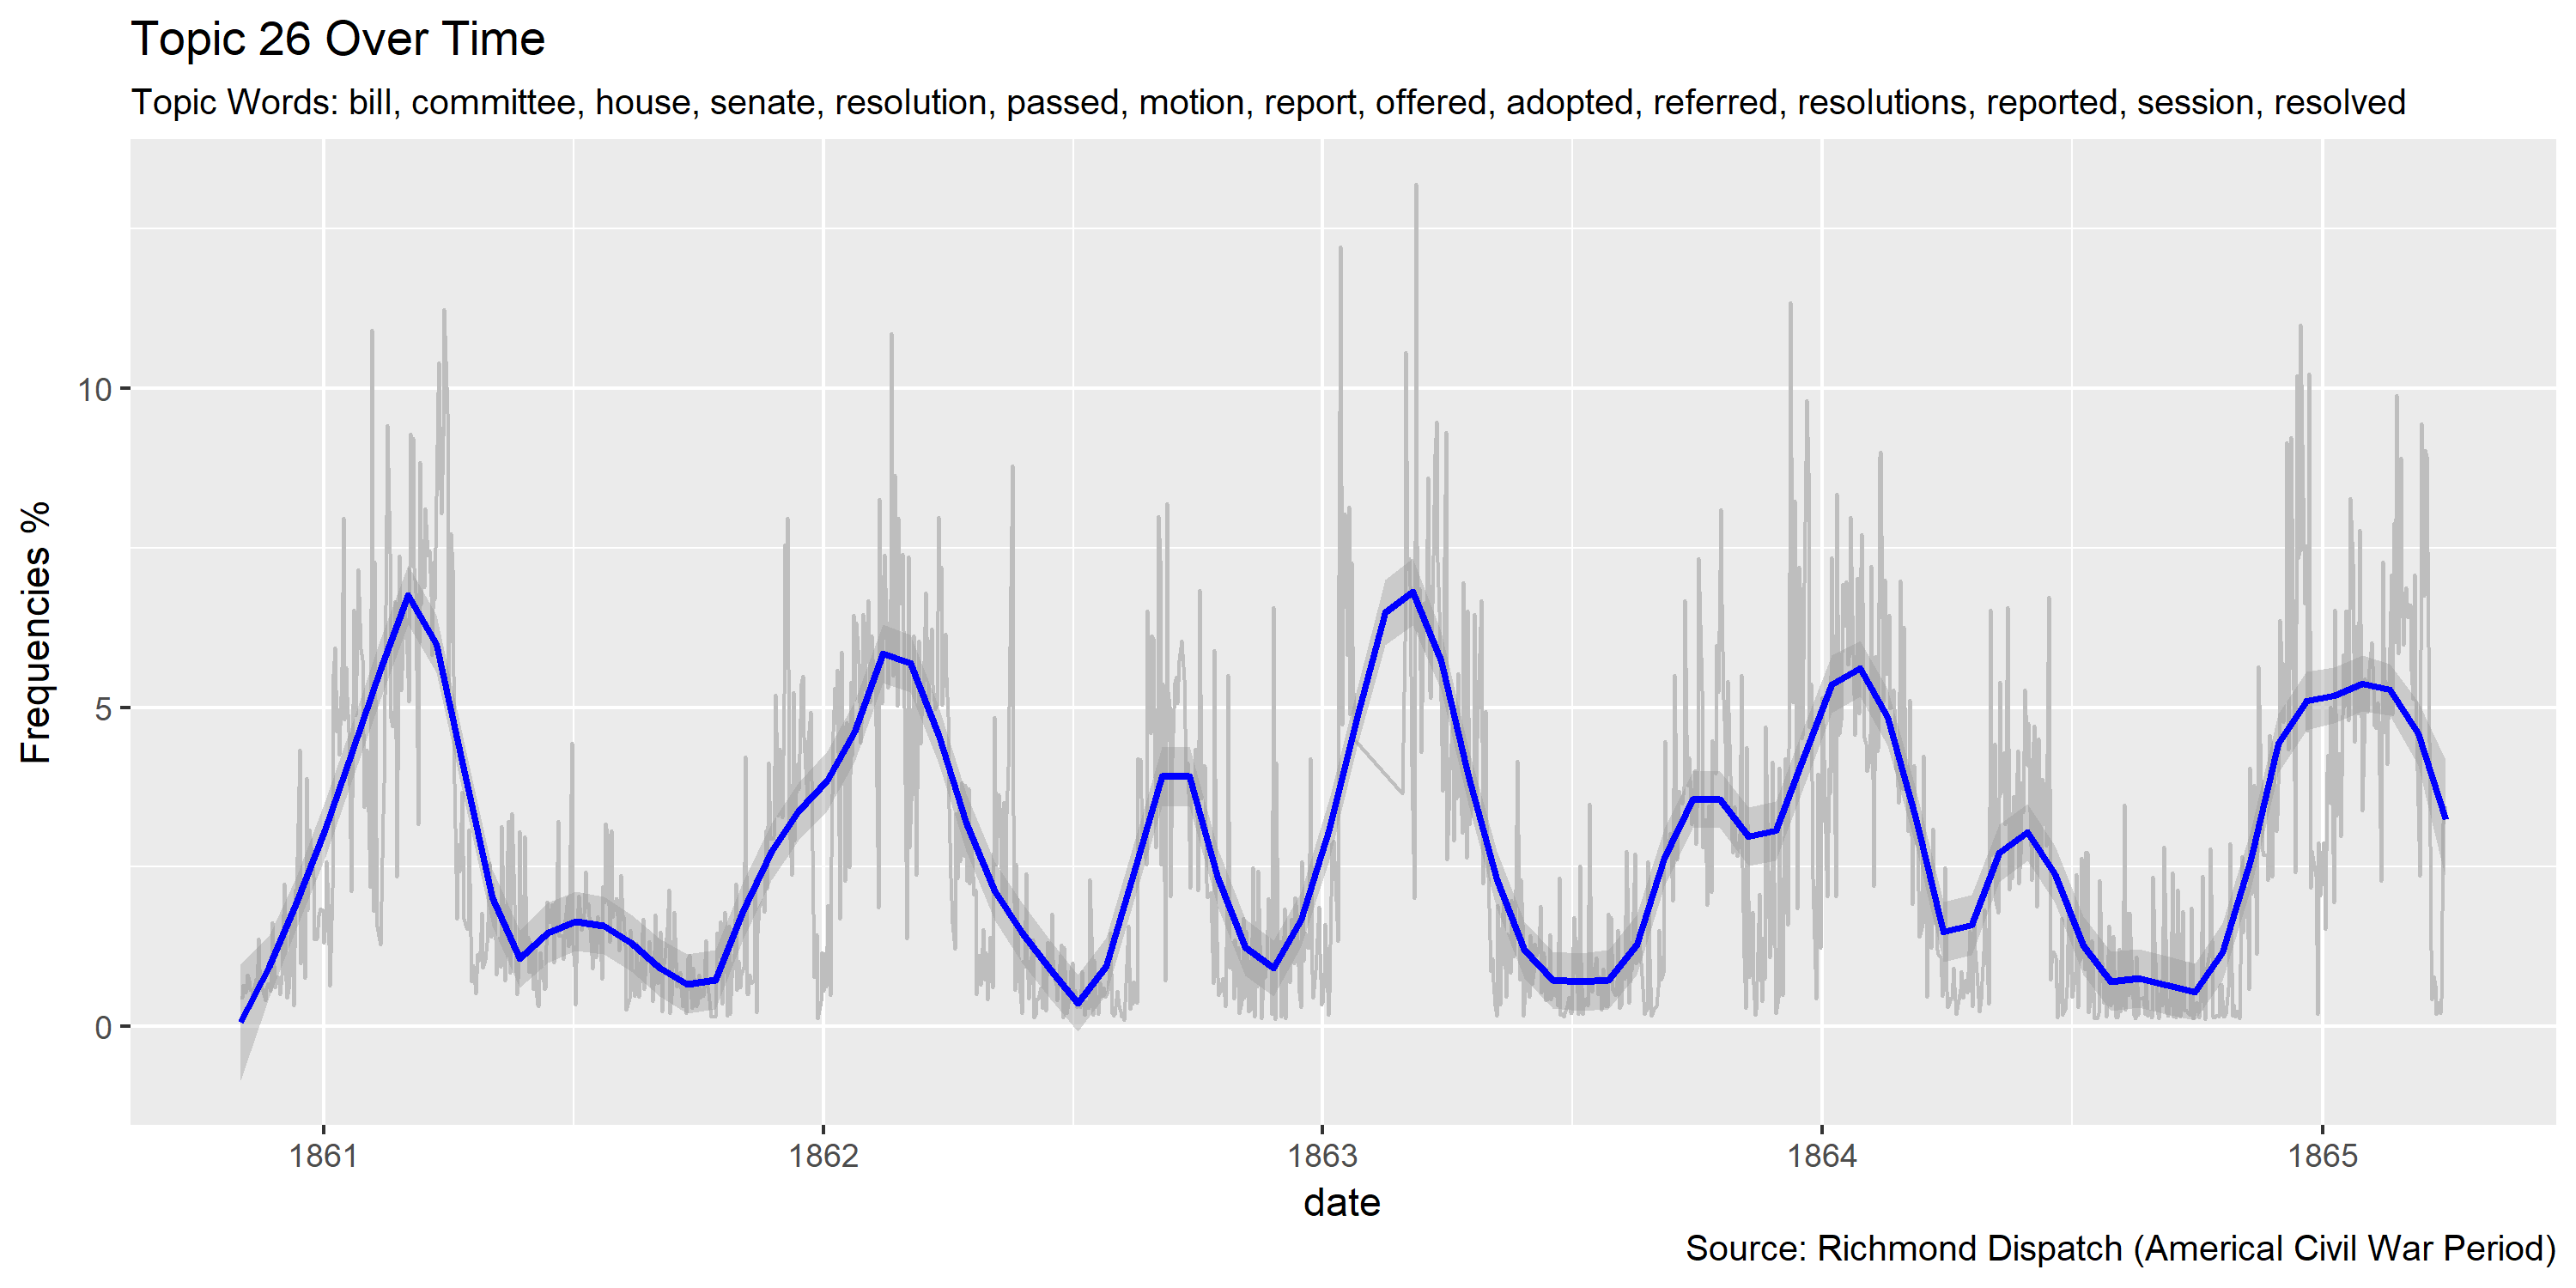 Topic 26 Over Time
Topic Words: bill, committee, house, senate, resolution, passed, motion, report, offered, adopted, referred, resolutions, reported, session, resolved
Frequencies %
10
5
0
1861 1862 1863 1864 1865
date
Source: Richmond Dispatch (Americal Civil War Period)